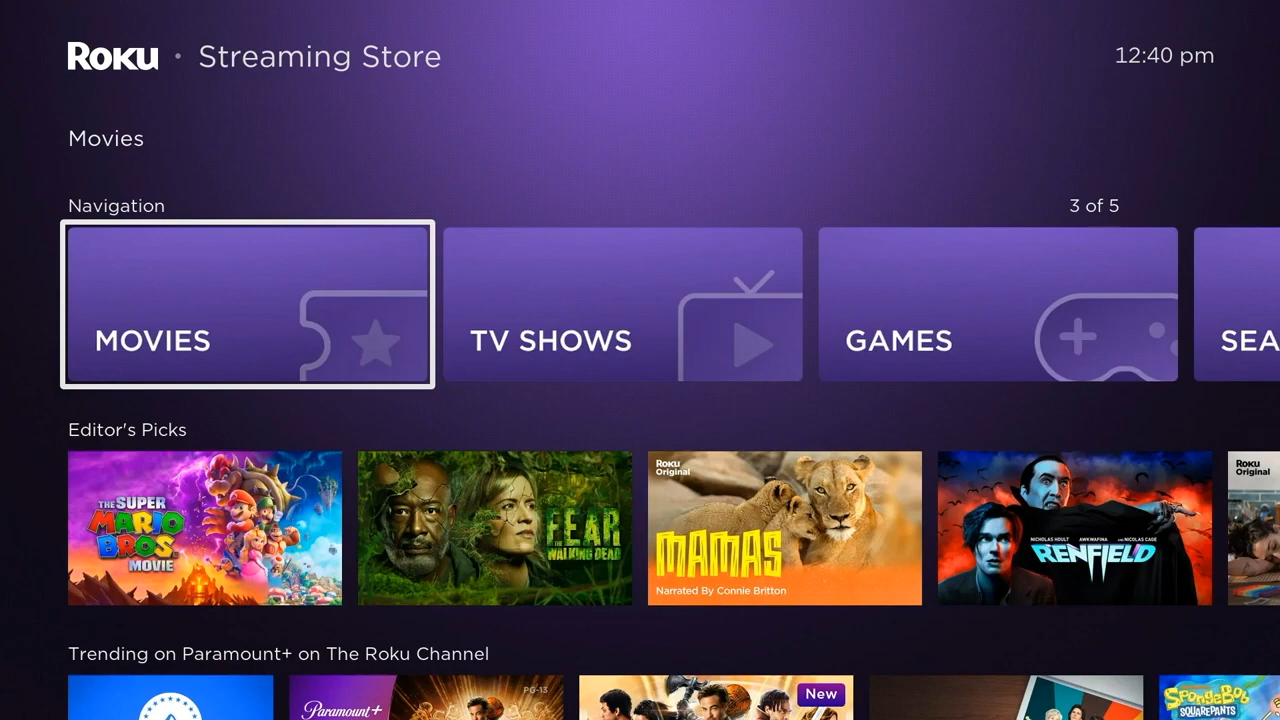 Roku • Streaming Store
12:40 pm
Movies
Navigation
3 of 5
MOVIES
TV SHOWS
GAMES
SEA
Editor's Picks
THE SUPER
MARIO
BROS.
MOVIE
FEAR
THE
WALKING DEAD
Roku
Original
MAMAS
Narrated By Connie Britton
NICHOLAS HOULT AWKWAFINA AND NICOLAS CAGE
RENFIELD
Roku
Original
Trending on Paramount+ on The Roku Channel
Paramount+
PG-13
New
SpongeBob
SQUAREPANTS